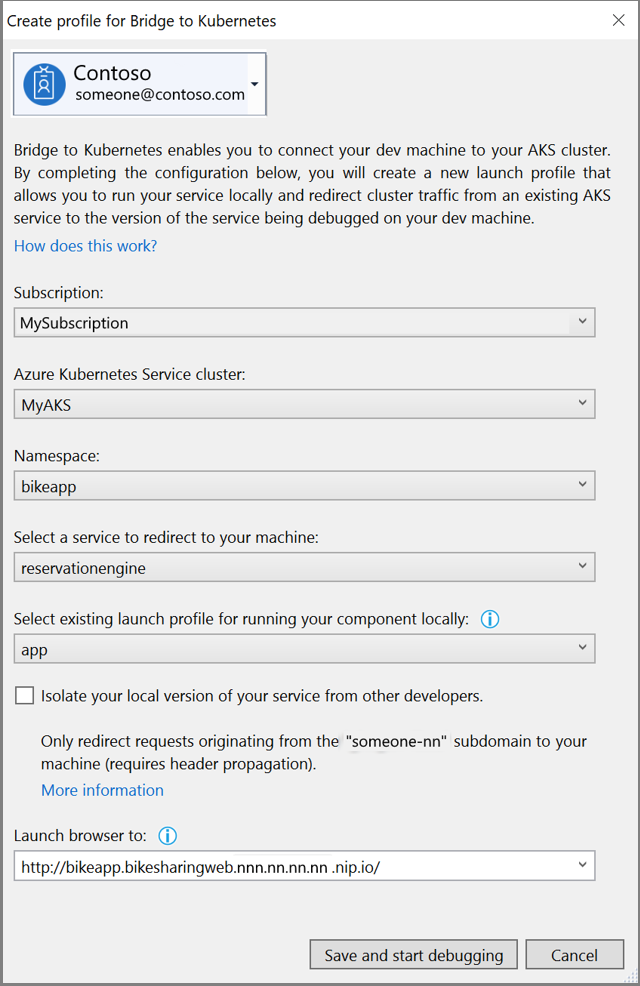 Create profile for Bridge to Kubernetes
Contoso
someone@contoso.com
Bridge to Kubernetes enables you to connect your dev machine to your AKS cluster.
By completing the configuration below, you will create a new launch profile that
allows you to run your service locally and redirect cluster traffic from an existing AKS
service to the version of the service being debugged on your dev machine.
How does this work?
Subscription:
MySubscription
Azure Kubernetes Service cluster:
MyAKS
Namespace:
bikeapp
Select a service to redirect to your machine:
reservationengine
Select existing launch profile for running your component locally:
app
Isolate your local version of your service from other developers.
Only redirect requests originating from the "someone-nn" subdomain to your
machine (requires header propagation).
More information
Launch browser to:
http://bikeapp.bikesharingweb.nnn.nn.nn.nn .nip.io/
Save and start debugging
Cancel